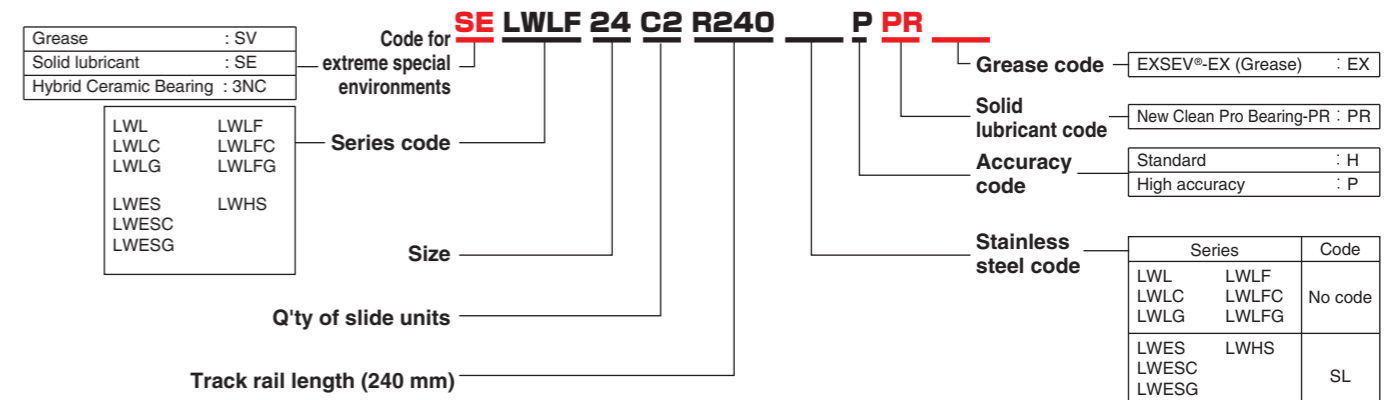 SE LWLF 24 C2 R240 P PR
Grease : SV
Solid lubricant : SE
Hybrid Ceramic Bearing : 3NC
Code for
extreme special
environments
LWL LWLF
LWLC LWLFC
LWLG LWLFG
LWES LWHS
LWESC
LWESG
Series code
Size
Q'ty of slide units
Track rail length (240 mm)
Grease code
EXSEV®-EX (Grease) : EX
Solid
lubricant code
New Clean Pro Bearing-PR : PR
Accuracy
code
Standard : H
High accuracy : P
Stainless
steel code
Series Code
LWL LWLF
LWLC LWLFC No code
LWLG LWLFG
LWES LWHS
LWESC SL
LWESG